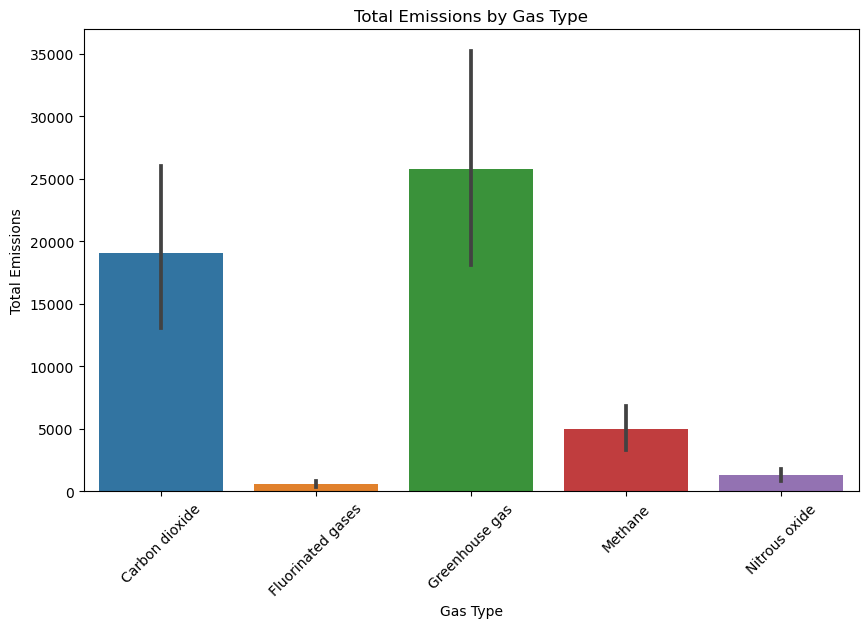 Total Emissions by Gas Type
Total Emissions
35000
30000
25000
20000
15000
10000
5000
0
Carbon dioxide
Fluorinated gases
Greenhouse gas
Methane
Nitrous oxide
Gas Type